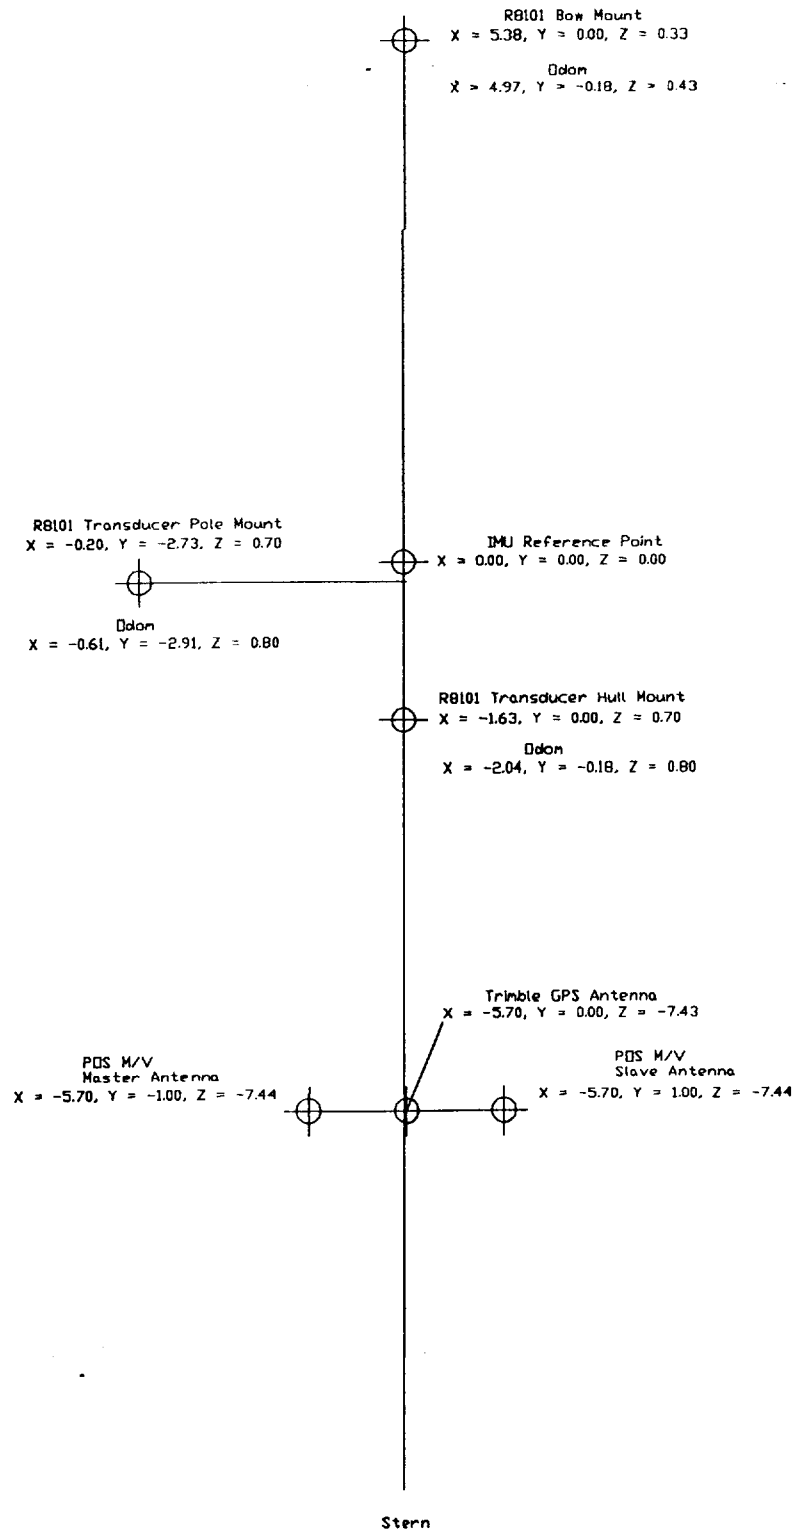 R8101 Bow Mount
X = 5.38, Y = 0.00, Z = 0.33
Odom
X = 4.97, Y = -0.18, Z = 0.43
R8101 Transducer Pole Mount
X = -0.20, Y = -2.73, Z = 0.70
IMU Reference Point
X = 0.00, Y = 0.00, Z = 0.00
Odom
X = -0.61, Y = -2.91, Z = 0.80
R8101 Transducer Hull Mount
X = -1.63, Y = 0.00, Z = 0.70
Odom
X = -2.04, Y = -0.18, Z = 0.80
Trimble GPS Antenna
X = -5.70, Y = 0.00, Z = -7.43
POS M/V
Master Antenna
X = -5.70, Y = -1.00, Z = -7.44
POS M/V
Slave Antenna
X = -5.70, Y = 1.00, Z = -7.44
Stern